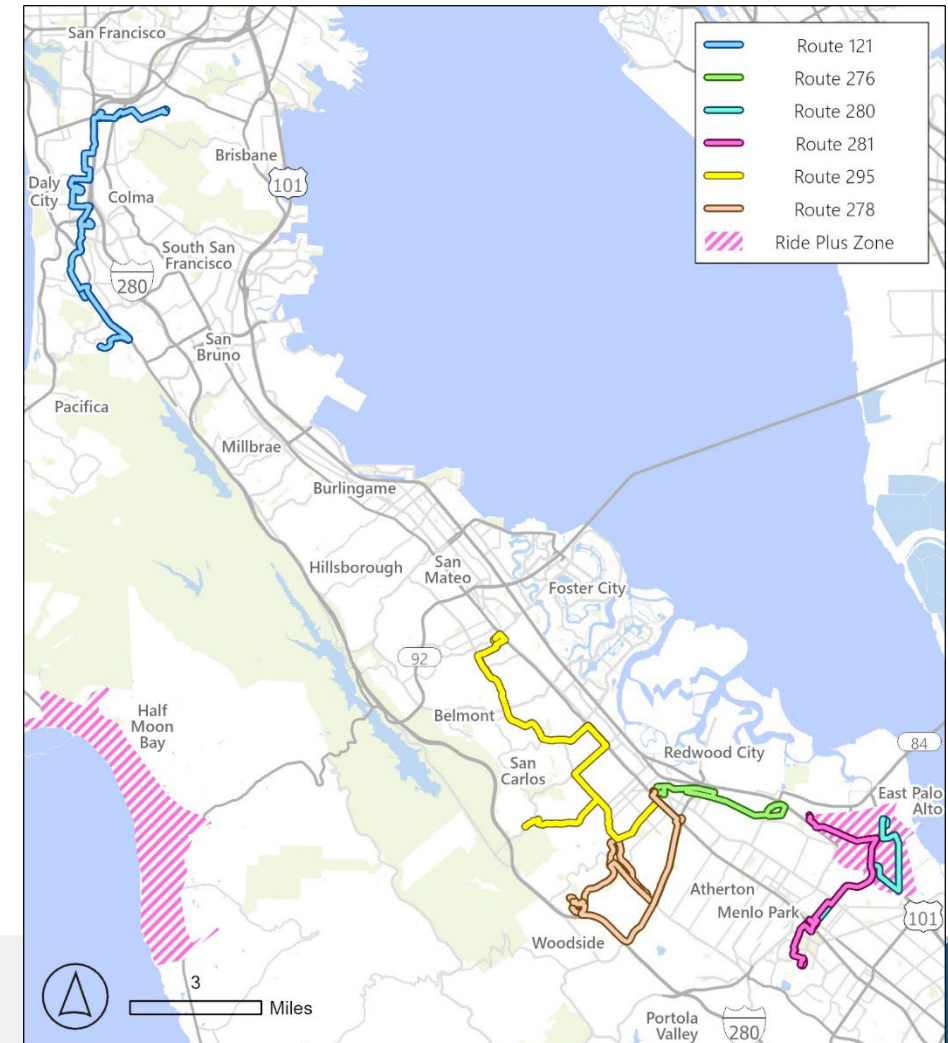 San Francisco
Route 121
Route 276
Route 280
Route 281
Route 295
Route 278
Ride Plus Zone
Brisbane
101
Daly
City
Colma
South San
Francisco
280
San
Bruno
Pacifica
Millbrae
Burlingame
Hillsborough
San
Mateo
Foster City
92
Half
Moon
Bay
Belmont
San
Carlos
Redwood City
84
East Palo
Alto
Atherton
Menlo Park
101
Woodside
3
Miles
Portola
Valley
280